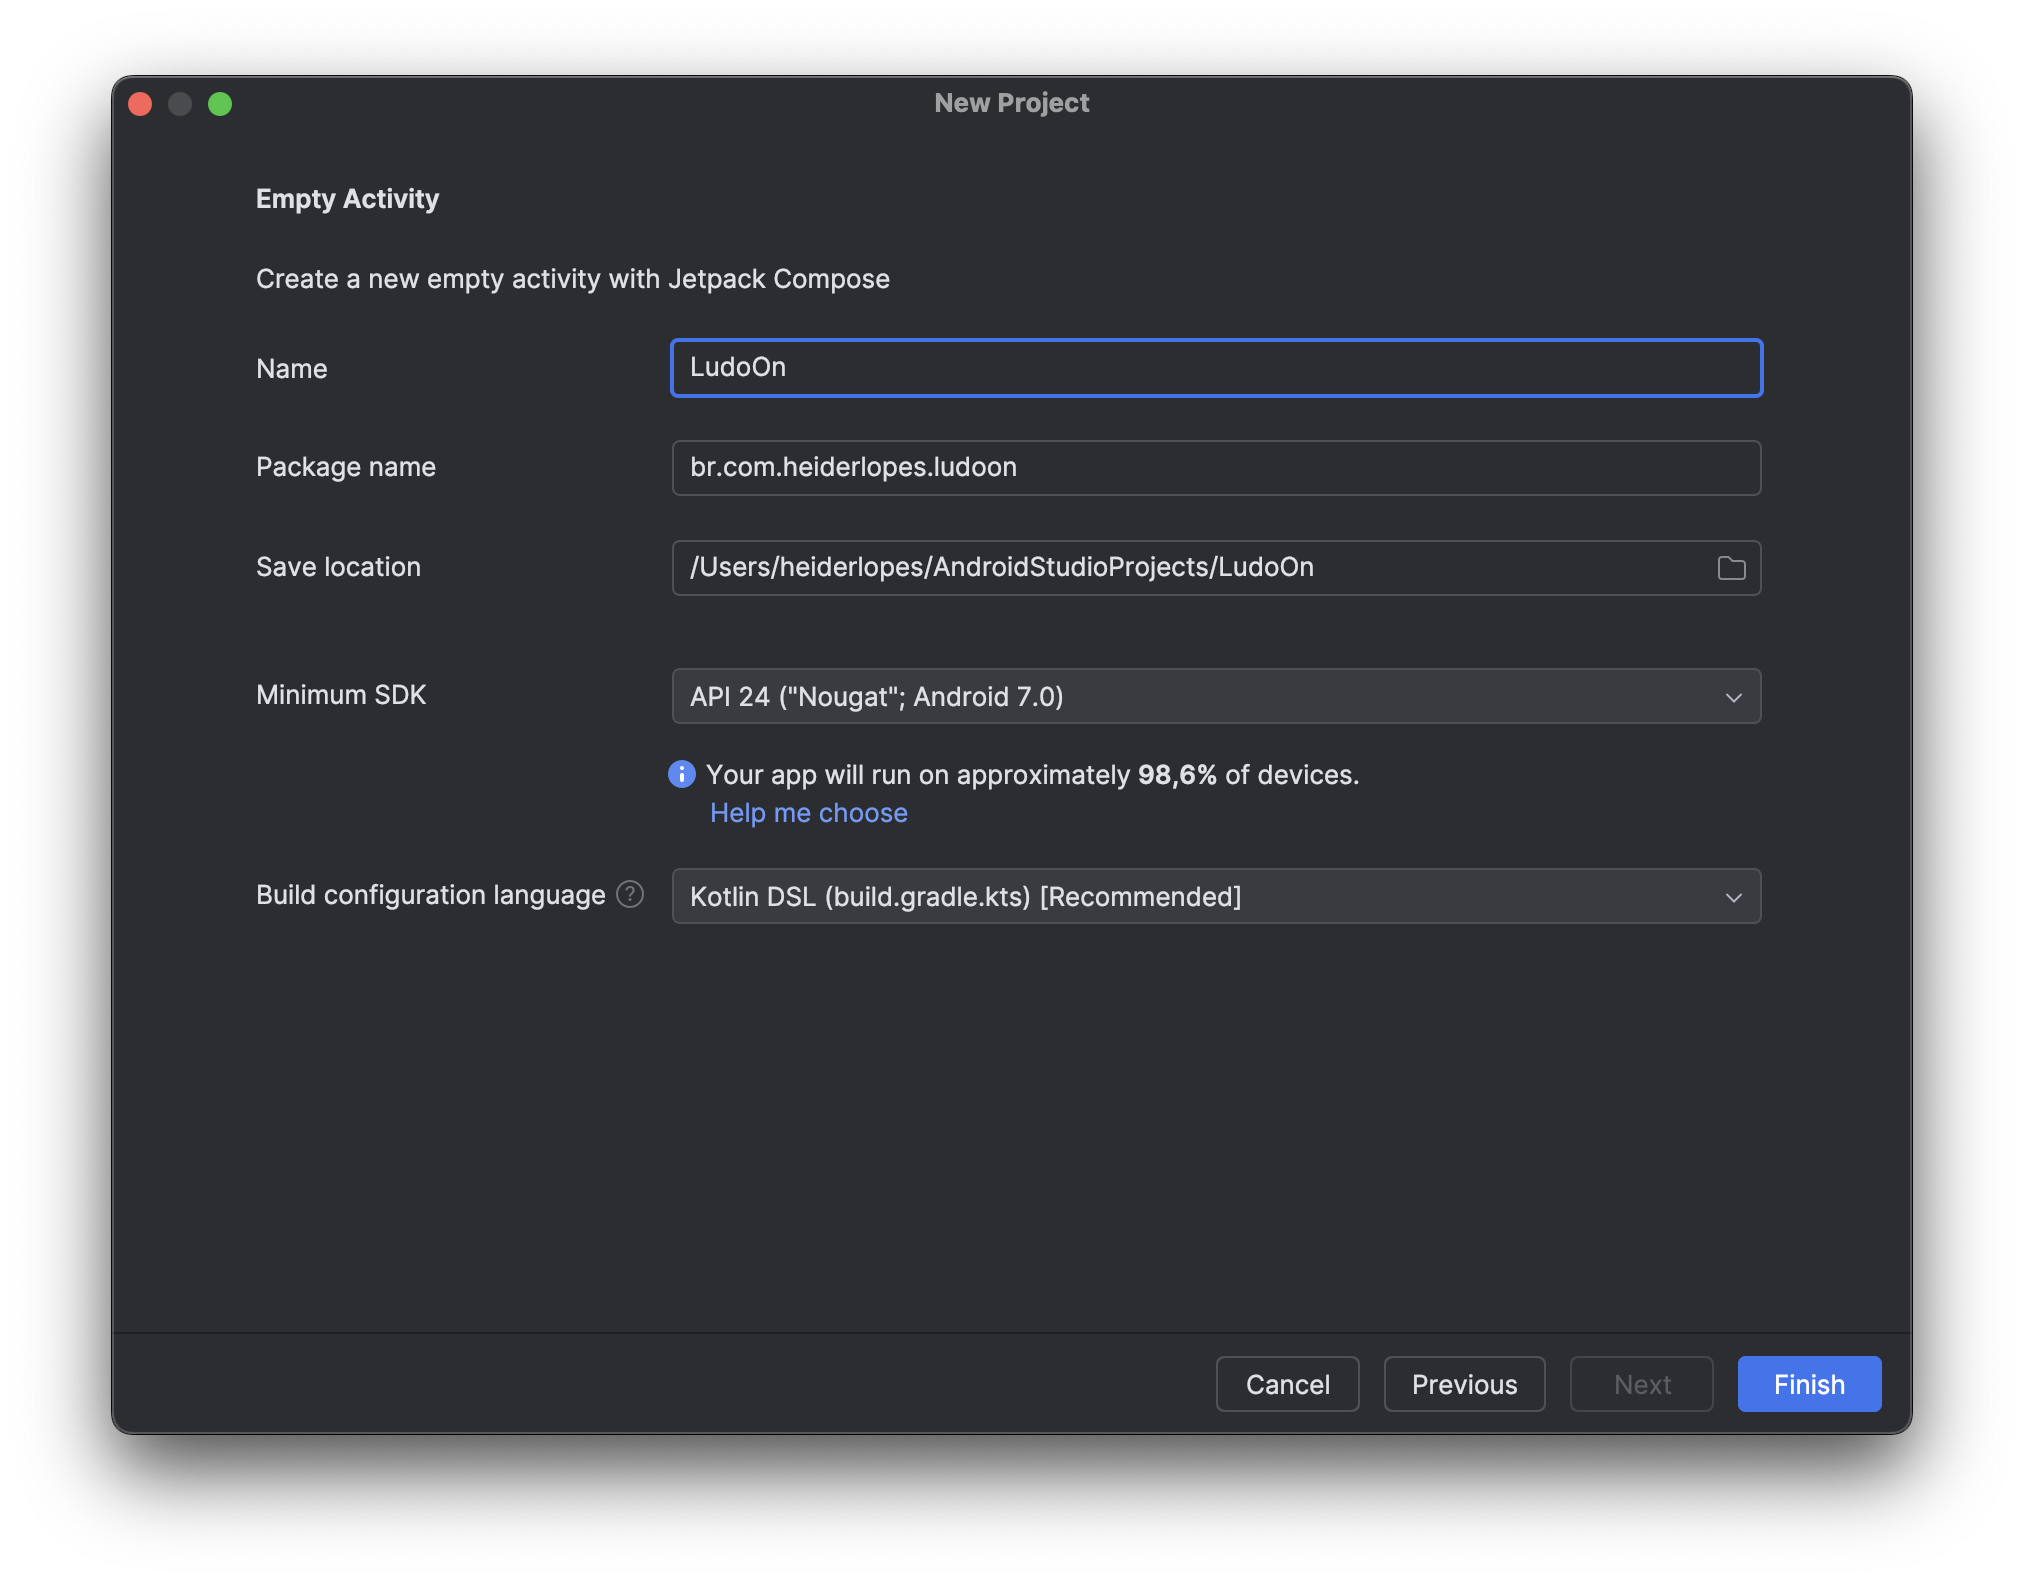 New Project
Empty Activity
Create a new empty activity with Jetpack Compose
Name
LudoOn
Package name
br.com.heiderlopes.ludoon
Save location
/Users/heiderlopes/AndroidStudioProjects/LudoOn
Minimum SDK
API 24 ("Nougat"; Android 7.0)
Your app will run on approximately 98,6% of devices.
Help me choose
Build configuration language ?
Kotlin DSL (build.gradle.kts) [Recommended]
Cancel
Previous
Next
Finish